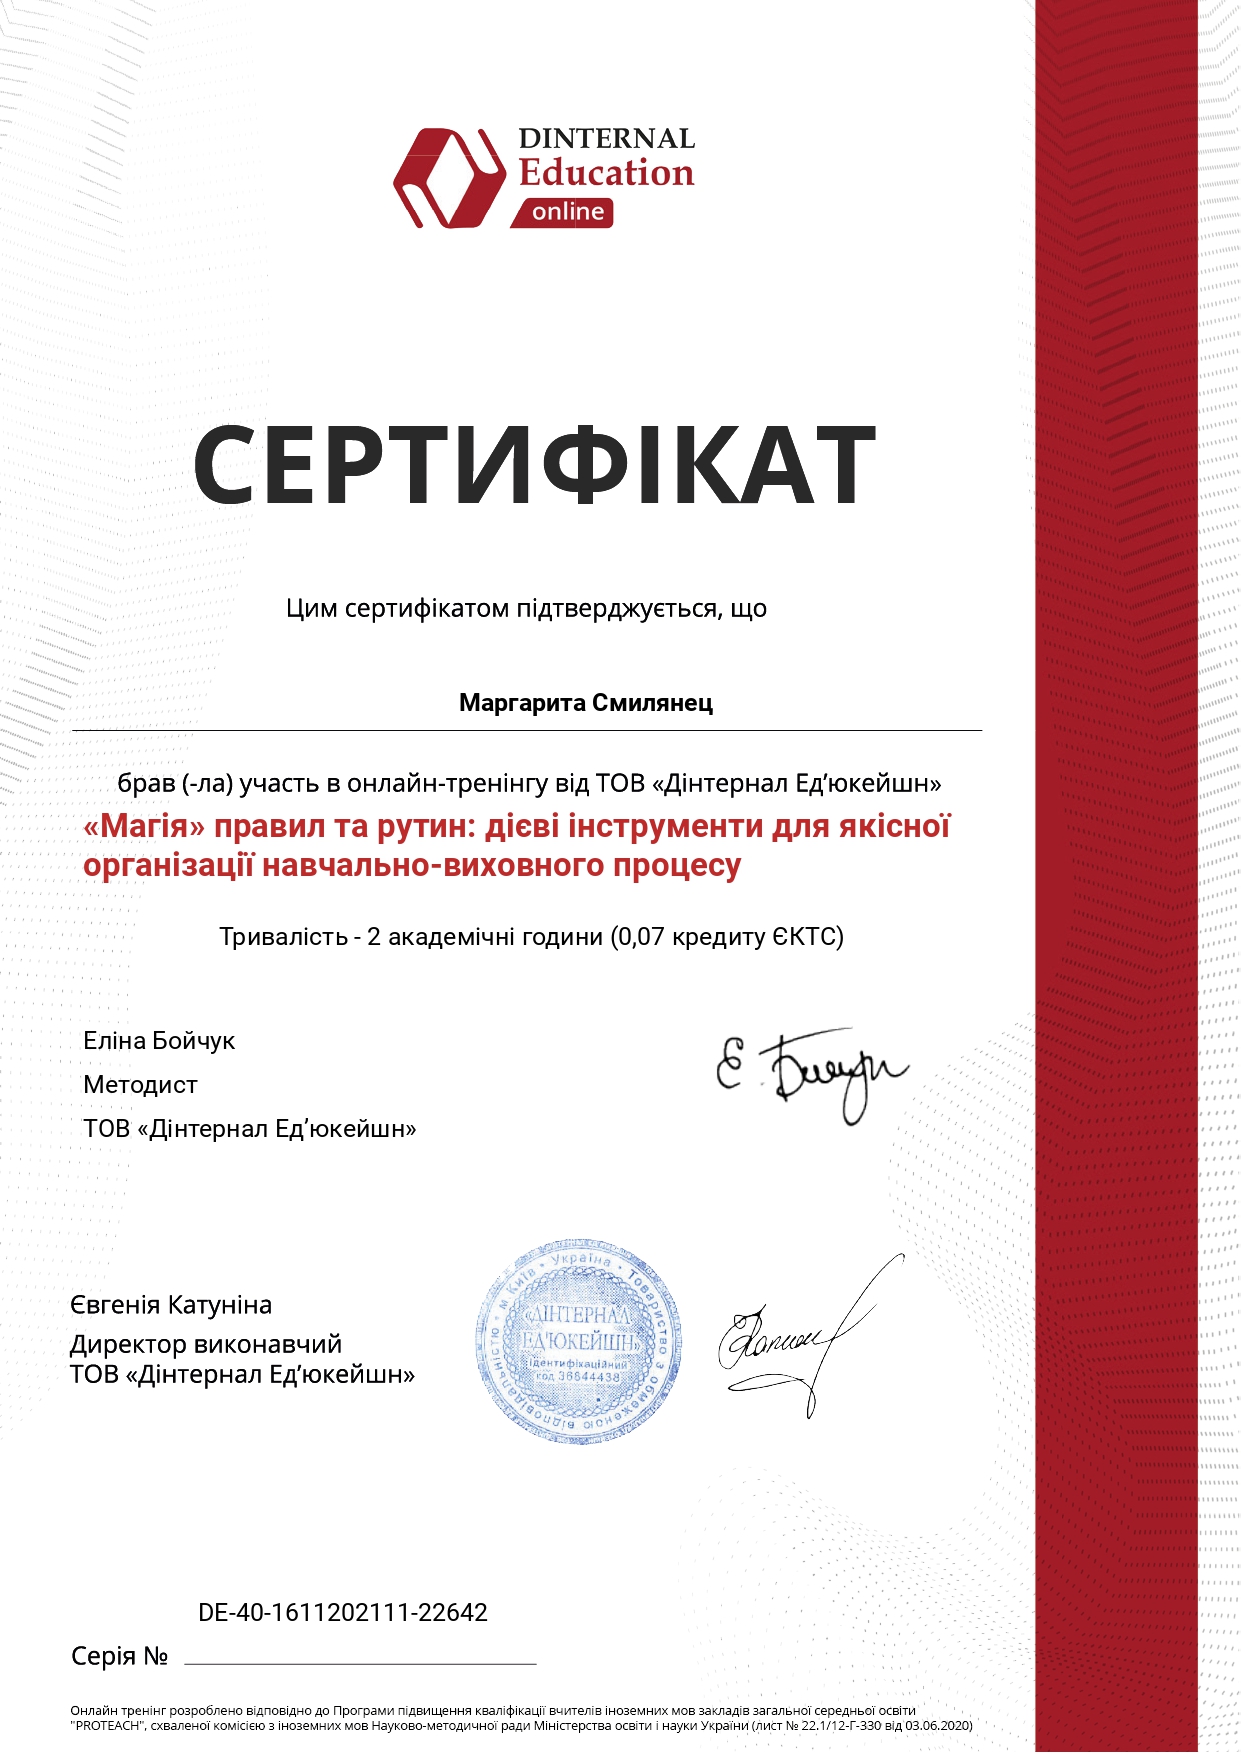 DINTERNAL
Education
online
СЕРТИФІКАТ
Цим сертифікатом підтверджується, що
Маргарита Смилянец
брав (-ла) участь в онлайн-тренінгу від ТОВ «Дінтернал Ед’юкейшн»
«Магія» правил та рутин: дієві інструменти для якісної
організації навчально-виховного процесу
Тривалість - 2 академічні години (0,07 кредиту ЄКТС)
Еліна Бойчук
Методист
ТОВ «Дінтернал Ед’юкейшн»
Євгенія Катуніна
Директор виконавчий
ТОВ «Дінтернал Ед’юкейшн»
м.Київ • Україна • Товариство з обмеженою відповідальністю
«ДІНТЕРНАЛ
ЕД'ЮКЕЙШН»
ідентифікаційний
код 36844438
DE-40-1611202111-22642
Серія №
Онлайн тренінг розроблено відповідно до Програми підвищення кваліфікації вчителів іноземних мов закладів загальної середньої освіти
"PROTEACH", схваленої комісією з іноземних мов Науково-методичної ради Міністерства освіти і науки України (лист № 22.1/12-Г-330 від 03.06.2020)